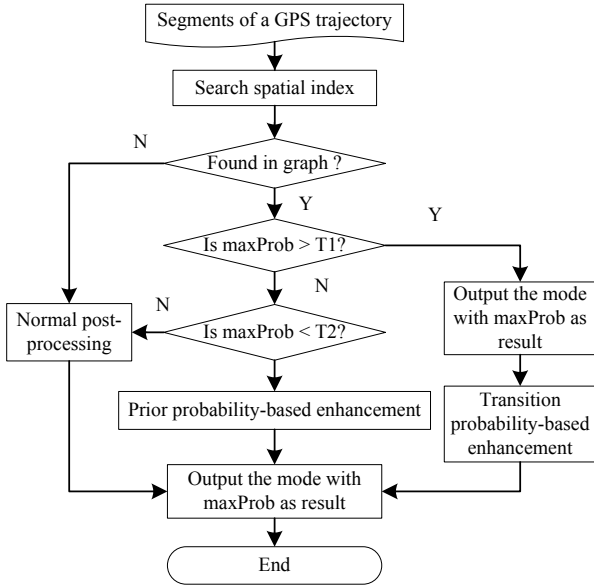 Segments of a GPS trajectory
Search spatial index
N
Found in graph ?
Y
Y
Is maxProb > T1?
N
N
Output the mode
with maxProb as
result
Normal post-
processing
Is maxProb < T2?
Prior probability-based enhancement
Transition
probability-based
enhancement
Output the mode with
maxProb as result
End